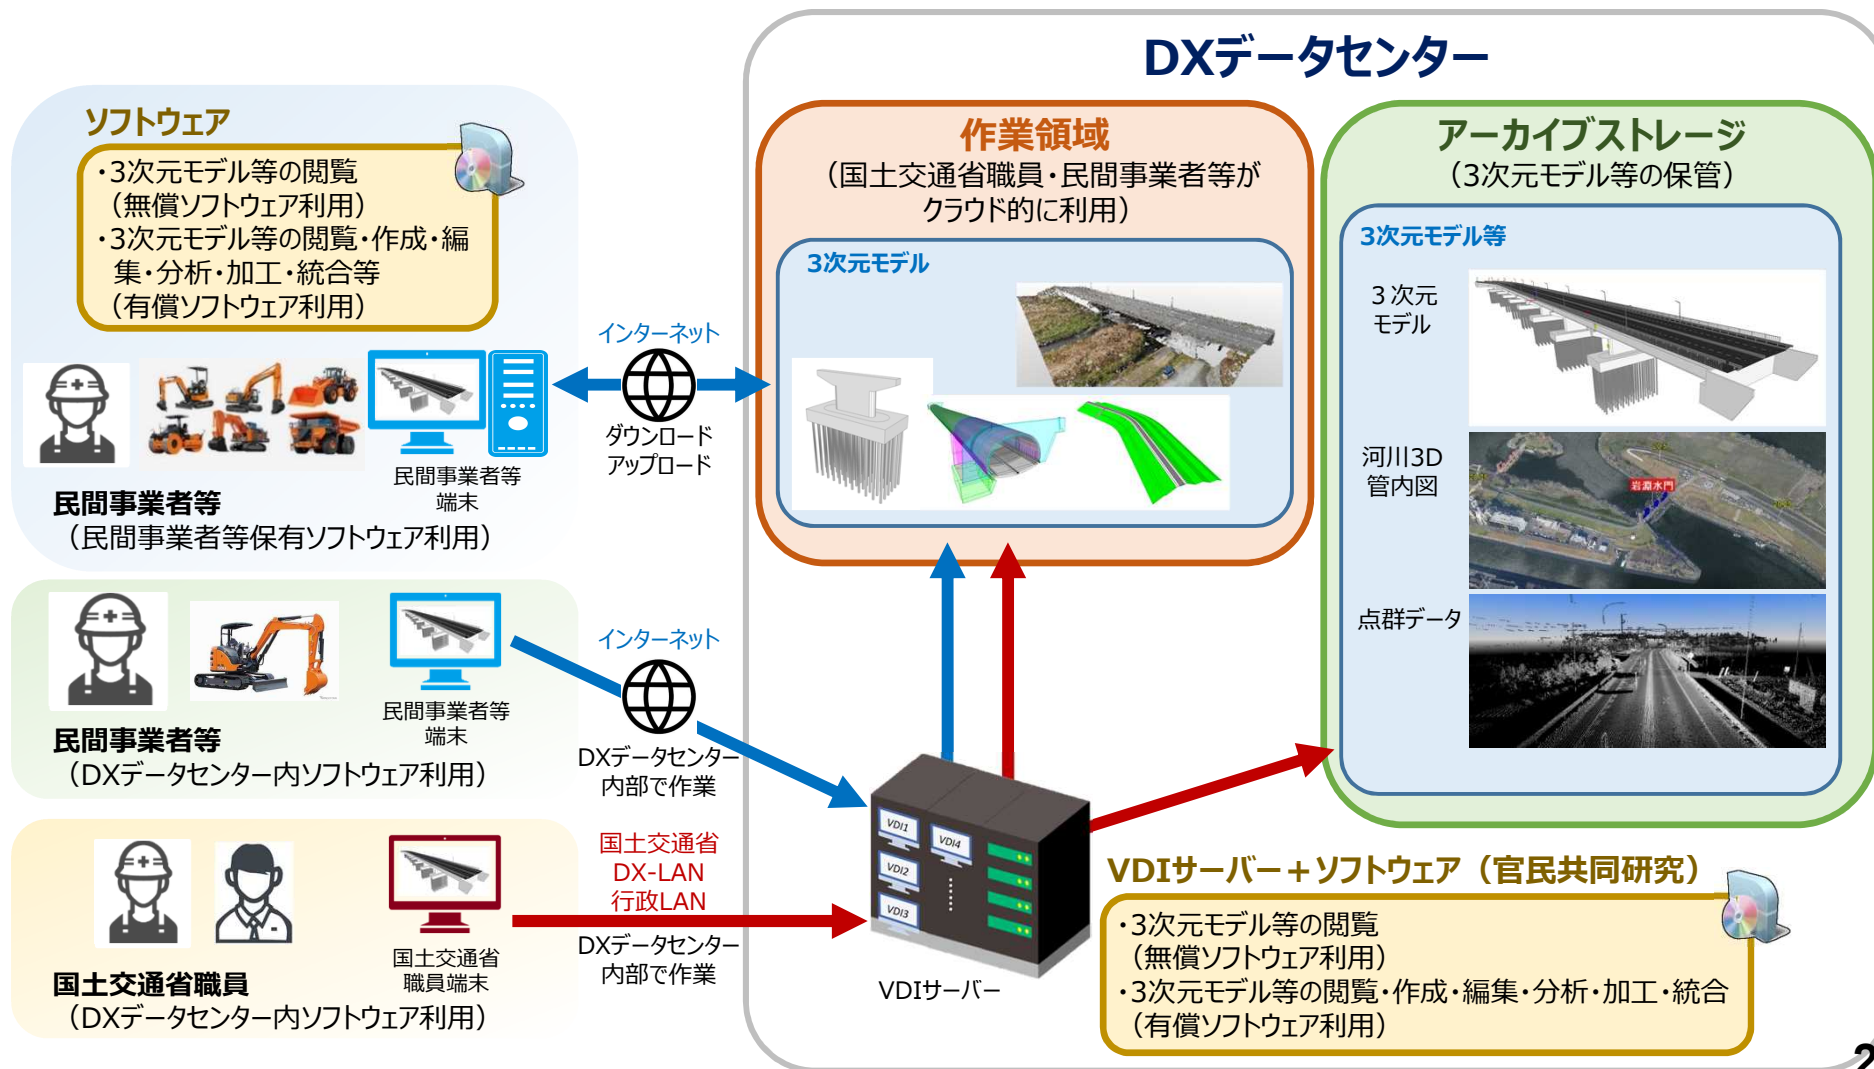 DXデータセンター
ソフトウェア
・3次元モデル等の閲覧
（無償ソフトウェア利用）
・3次元モデル等の閲覧・作成・編
集・分析・加工・統合等
（有償ソフトウェア利用）
民間事業者等
端末
民間事業者等
（民間事業者等保有ソフトウェア利用）
インターネット
ダウンロード
アップロード
作業領域
（国土交通省職員・民間事業者等が
クラウド的に利用）
3次元モデル
アーカイブストレージ
（3次元モデル等の保管）
3次元モデル等
３次元
モデル
河川3D
管内図
岩淵水門
点群データ
民間事業者等
端末
民間事業者等
（DXデータセンター内ソフトウェア利用）
インターネット
DXデータセンター
内部で作業
国土交通省
職員端末
国土交通省職員
（DXデータセンター内ソフトウェア利用）
国土交通省
DX-LAN
行政LAN
DXデータセンター
内部で作業
VDI1
VDI4
VDI2
VDI3
VDIサーバー
VDIサーバー＋ソフトウェア（官民共同研究）
・3次元モデル等の閲覧
（無償ソフトウェア利用）
・3次元モデル等の閲覧・作成・編集・分析・加工・統合
（有償ソフトウェア利用）
2